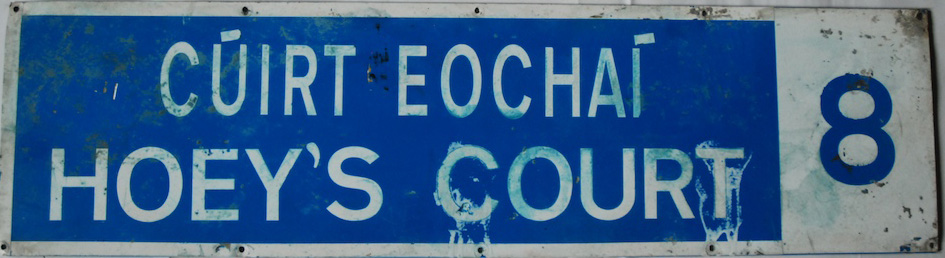 CÚIRT EOCHAÍ
HOEY'S COURT
8